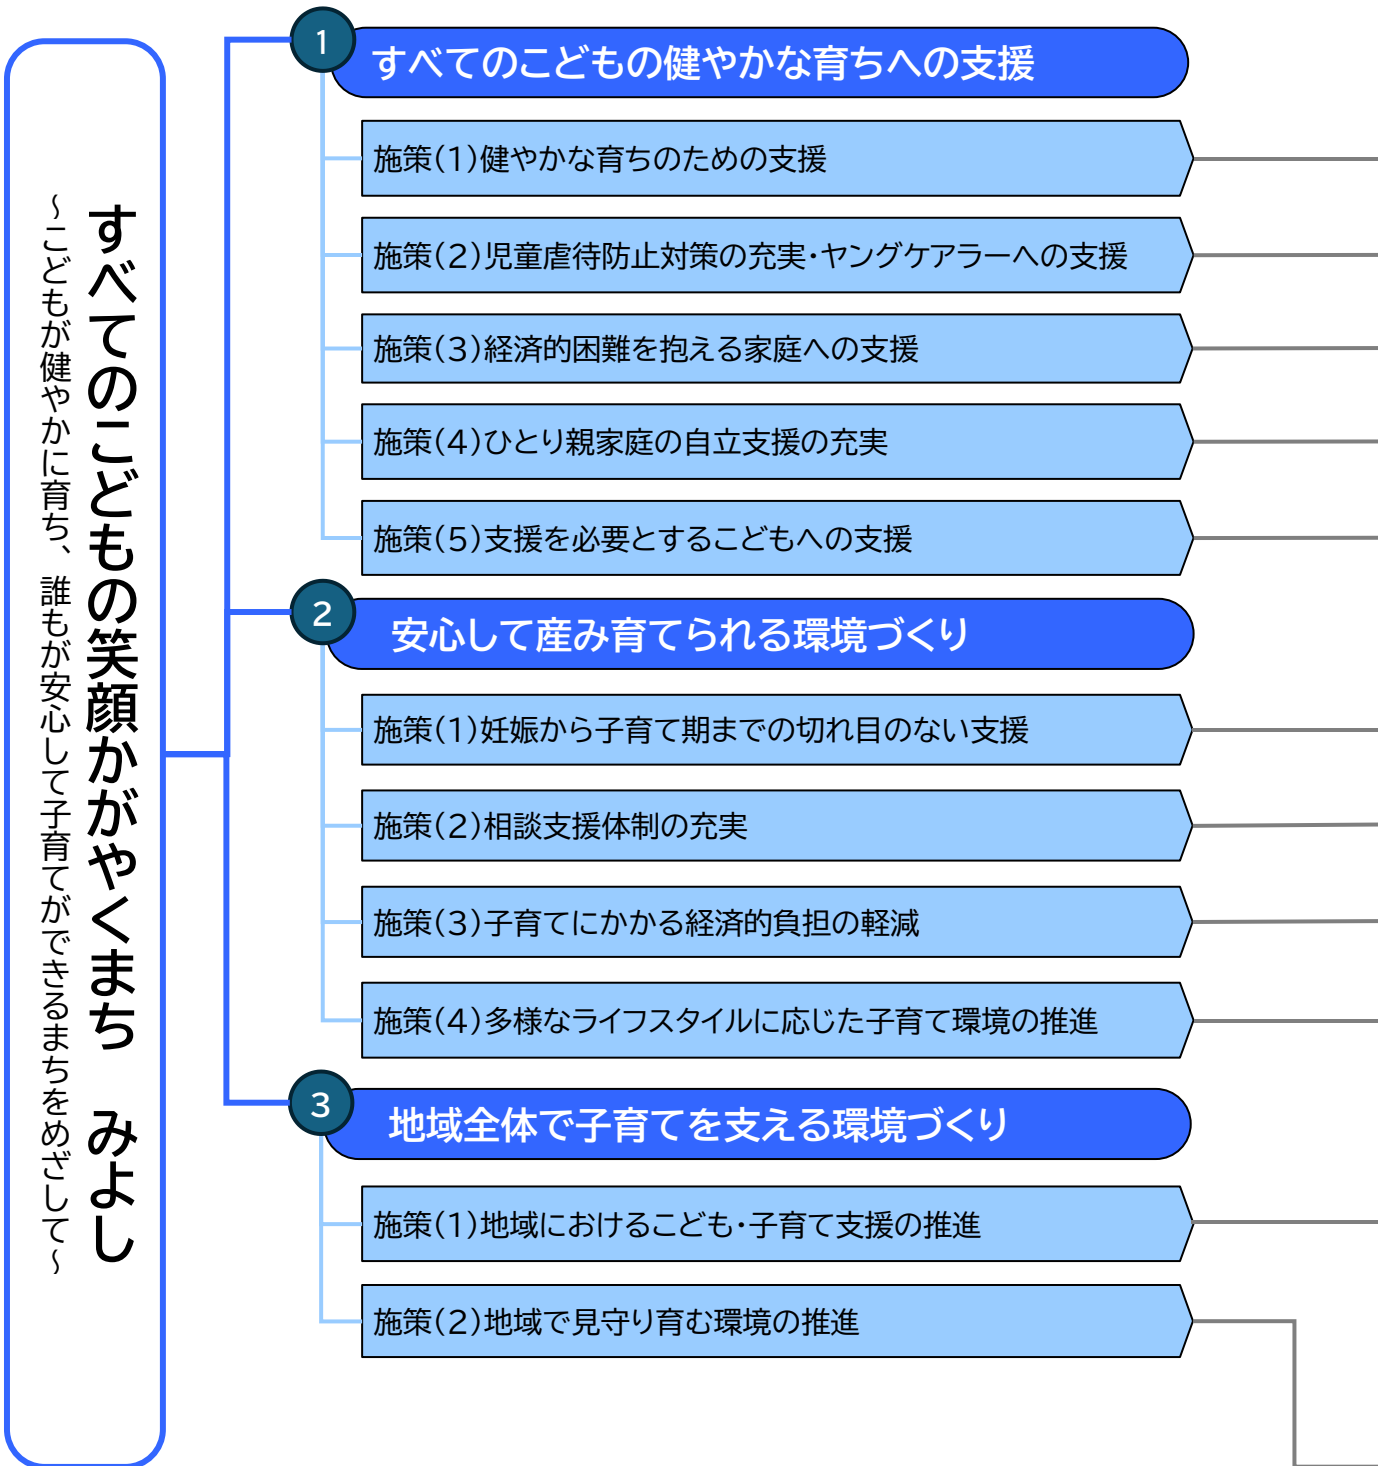 すべてのこどもの笑顔かがやくまち　みよし
～こどもが健やかに育ち、誰もが安心して子育てができるまちをめざして～
1
すべてのこどもの健やかな育ちへの支援
施策(1)健やかな育ちのための支援
施策(2)児童虐待防止対策の充実・ヤングケアラーへの支援
施策(3)経済的困難を抱える家庭への支援
施策(4)ひとり親家庭の自立支援の充実
施策(5)支援を必要とするこどもへの支援
2
安心して産み育てられる環境づくり
施策(1)妊娠から子育て期までの切れ目のない支援
施策(2)相談支援体制の充実
施策(3)子育てにかかる経済的負担の軽減
施策(4)多様なライフスタイルに応じた子育て環境の推進
3
地域全体で子育てを支える環境づくり
施策(1)地域におけるこども・子育て支援の推進
施策(2)地域で見守り育む環境の推進